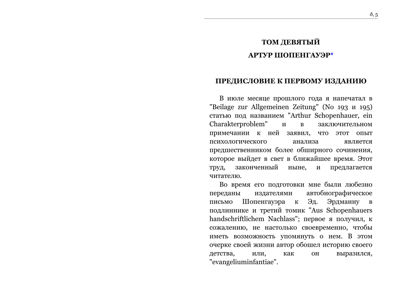 A, 5
ТОМ ДЕВЯТЫЙ
АРТУР ШОПЕНГАУЭР*
ПРЕДИСЛОВИЕ К ПЕРВОМУ ИЗДАНИЮ
В июле месяце прошлого года я напечатал в
"Beilage zur Allgemeinen Zeitung" (No 193 и 195)
статью под названием "Arthur Schopenhauer, ein
Charakterproblem" и в заключительном
примечании к ней заявил, что этот опыт
психологического анализа является
предшественником более обширного сочинения,
которое выйдет в свет в ближайшее время. Этот
труд, законченный ныне, и предлагается
читателю.
Во время его подготовки мне были любезно
переданы издателями автобиографическое
письмо Шопенгауэра к Эд. Эрдманну в
подлиннике и третий томик "Aus Schopenhauers
handschriftlichem Nachlass"; первое я получил, к
сожалению, не настолько своевременно, чтобы
иметь возможность упомянуть о нем. В этом
очерке своей жизни автор обошел историю своего
детства, или, как он выразился,
"evangeliuminfantiae".